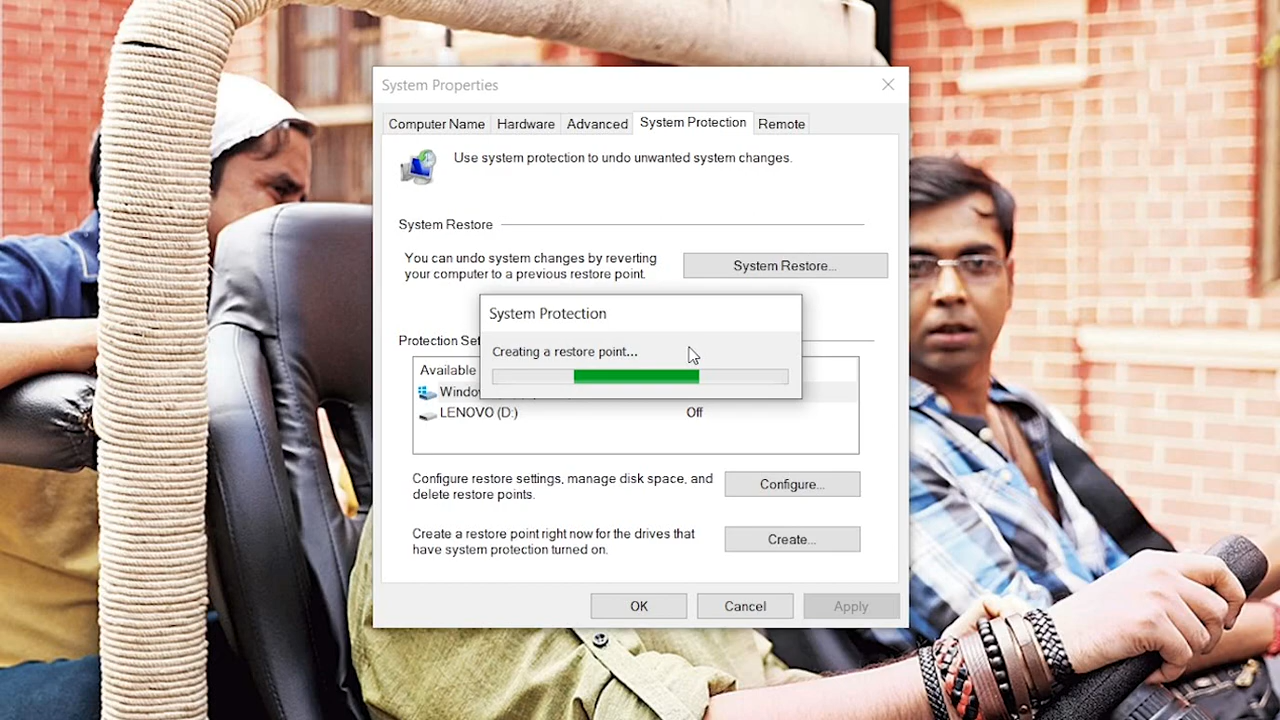 System Properties
Computer Name Hardware Advanced System Protection Remote
Use system protection to undo unwanted system changes.
System Restore
You can undo system changes by reverting
your computer to a previous restore point.
System Restore...
System Protection
Protection
Creating a restore point...
Available
LENOVO (D:) Off
Configure restore settings, manage disk space, and
delete restore points.
Configure...
Create a restore point right now for the drives that
have system protection turned on.
Create...
OK Cancel Apply